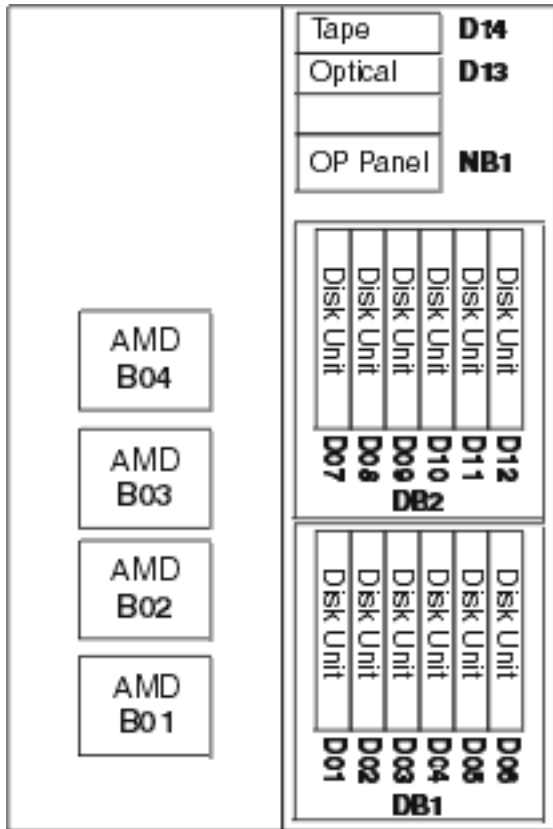 Tape D14
Optical D13
OP Panel NB1
Disk Unit Disk Unit Disk Unit Disk Unit Disk Unit Disk Unit
D07 D08 D09 D10 D11 D12
DB2
Disk Unit Disk Unit Disk Unit Disk Unit Disk Unit Disk Unit
D01 D02 D03 D04 D05 D06
DB1
AMD
B04
AMD
B03
AMD
B02
AMD
B01